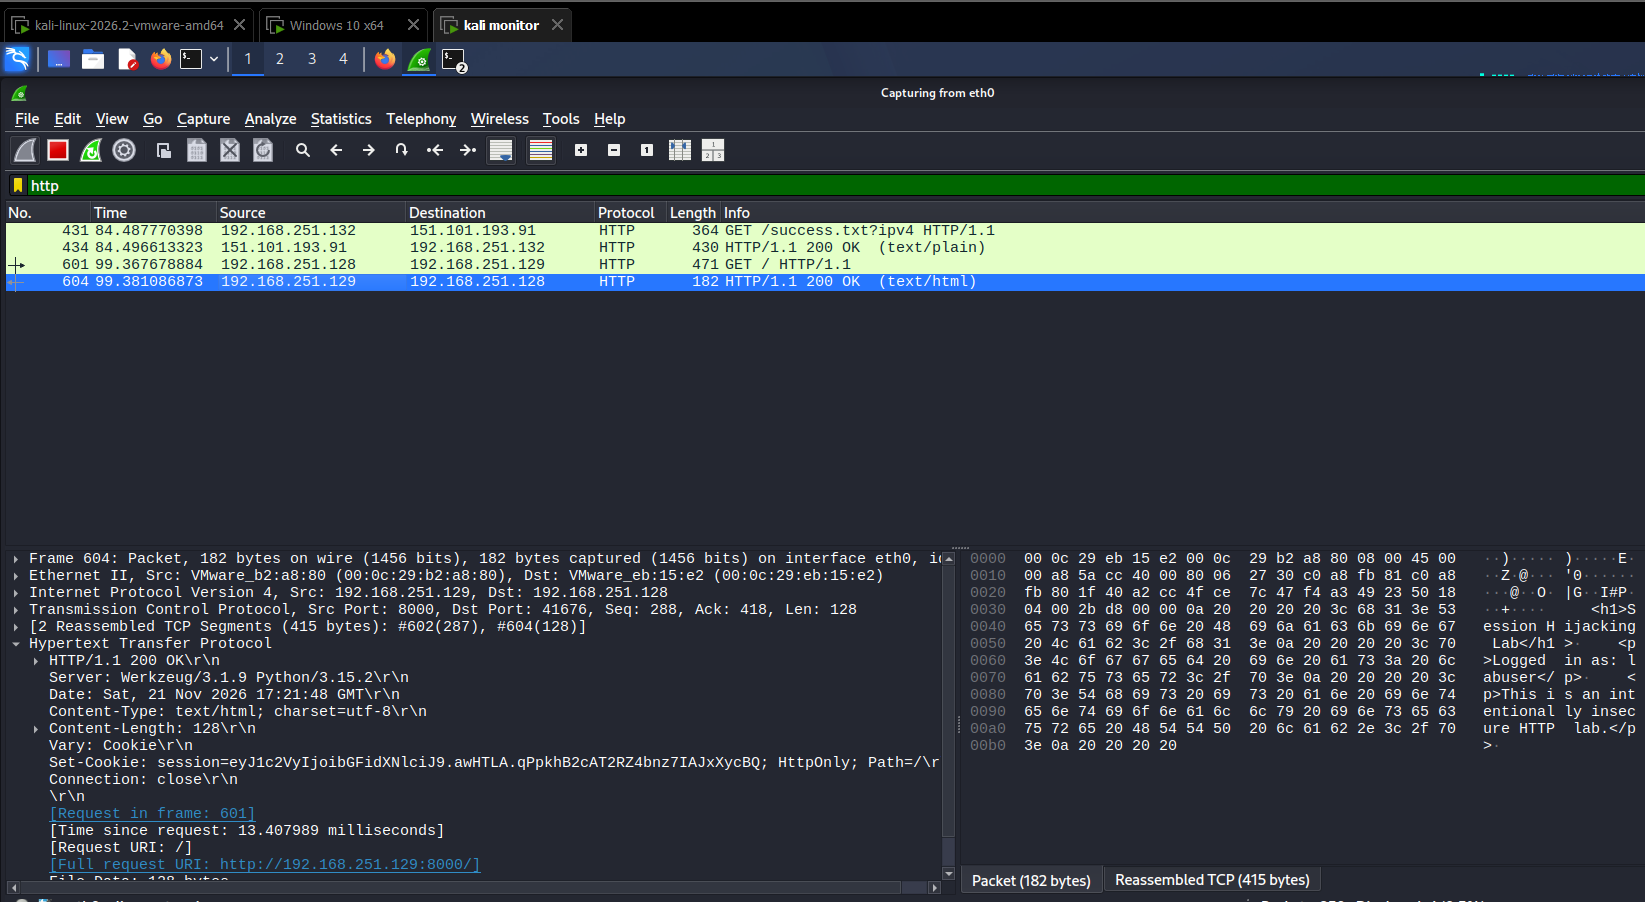 kali-linux-2026.2-vmware-amd64 Windows 10 x64 kali monitor
1 2 3 4 2
Capturing from eth0
File Edit View Go Capture Analyze Statistics Telephony Wireless Tools Help
http
No. Time Source Destination Protocol Length Info
431 84.487770398 192.168.251.132 151.101.193.91 HTTP 364 GET /success.txt?ipv4 HTTP/1.1
434 84.496613323 151.101.193.91 192.168.251.132 HTTP 430 HTTP/1.1 200 OK (text/plain)
601 99.367678884 192.168.251.128 192.168.251.129 HTTP 471 GET / HTTP/1.1
604 99.381086873 192.168.251.129 192.168.251.128 HTTP 182 HTTP/1.1 200 OK (text/html)
Frame 604: Packet, 182 bytes on wire (1456 bits), 182 bytes captured (1456 bits) on interface eth0, i
Ethernet II, Src: VMware_b2:a8:80 (00:0c:29:b2:a8:80), Dst: VMware_eb:15:e2 (00:0c:29:eb:15:e2)
Internet Protocol Version 4, Src: 192.168.251.129, Dst: 192.168.251.128
Transmission Control Protocol, Src Port: 8000, Dst Port: 41676, Seq: 288, Ack: 418, Len: 128
[2 Reassembled TCP Segments (415 bytes): #602(287), #604(128)]
Hypertext Transfer Protocol
HTTP/1.1 200 OK\r\n
Server: Werkzeug/3.1.9 Python/3.15.2\r\n
Date: Sat, 21 Nov 2026 17:21:48 GMT\r\n
Content-Type: text/html; charset=utf-8\r\n
Content-Length: 128\r\n
Vary: Cookie\r\n
Set-Cookie: session=eyJ1c2VyIjoibGFidXNlciJ9.awHTLA.qPpkhB2cAT2RZ4bnz7IAJxXycBQ; HttpOnly; Path=/\r
Connection: close\r\n
\r\n
[Request in frame: 601]
[Time since request: 13.407989 milliseconds]
[Request URI: /]
[Full request URI: http://192.168.251.129:8000/]
File Data: 128 bytes
0000 00 0c 29 eb 15 e2 00 0c 29 b2 a8 80 08 00 45 00 ··)····· )·····E·
0010 00 a8 5a cc 40 00 80 06 27 30 c0 a8 fb 81 c0 a8 ··Z·@··· '0······
0020 fb 80 1f 40 a2 cc 4f ce 7c 47 f4 a3 49 23 50 18 ···@··O· |G··I#P·
0030 04 00 2b d8 00 00 0a 20 20 20 20 3c 68 31 3e 53 ··+···· <h1>S
0040 65 73 73 69 6f 6e 20 48 69 6a 61 63 6b 69 6e 67 ession H ijacking
0050 20 4c 61 62 3c 2f 68 31 3e 0a 20 20 20 20 3c 70 Lab</h1 >· <p
0060 3e 4c 6f 67 67 65 64 20 69 6e 20 61 73 3a 20 6c >Logged in as: l
0070 61 62 75 73 65 72 3c 2f 70 3e 0a 20 20 20 20 3c abuser</ p>· <
0080 70 3e 54 68 69 73 20 69 73 20 61 6e 20 69 6e 74 p>This i s an int
0090 65 6e 74 69 6f 6e 61 6c 6c 79 20 69 6e 73 65 63 entional ly insec
00a0 75 72 65 20 48 54 54 50 20 6c 61 62 2e 3c 2f 70 ure HTTP lab.</p
00b0 3e 0a 20 20 20 20 >·
Packet (182 bytes) Reassembled TCP (415 bytes)